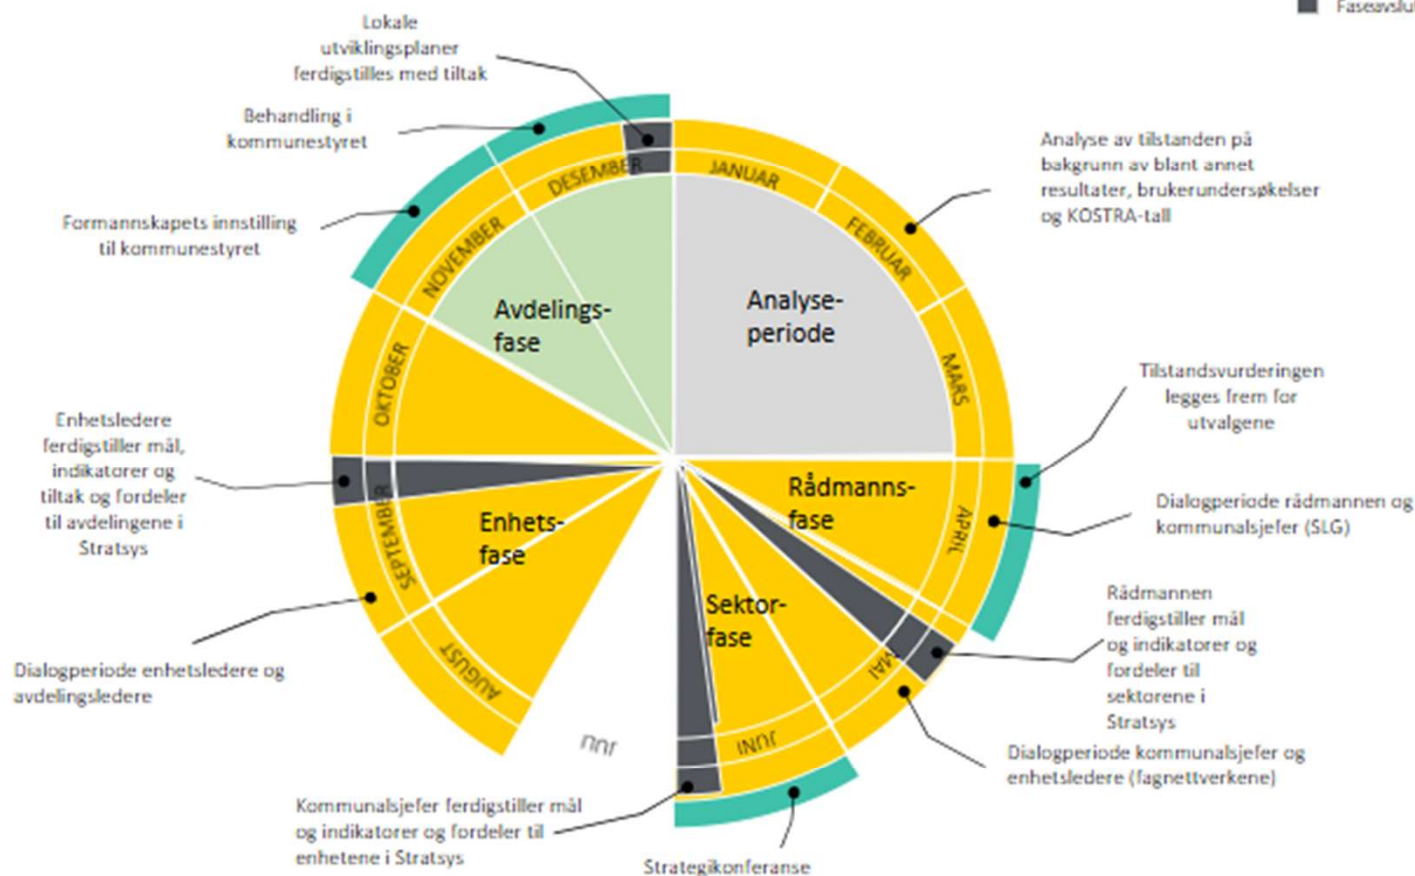 Faseavslut
Lokale
utviklingsplaner
ferdigstilles med tiltak
Behandling i
kommunestyret
Formannskapets innstilling
til kommunestyret
Analyse av tilstanden på
bakgrunn av blant annet
resultater, brukerundersøkelser
og KOSTRA-tall
DESEMBER
JANUAR
NOVEMBER
FEBRUAR
Avdelings-
fase
Analyse-
periode
OKTOBER
MARS
Tilstandsvurderingen
legges frem for
utvalgene
Enhetsledere
ferdigstiller mål,
indikatorer og
tiltak og fordeler
til avdelingene i
Stratsys
Rådmanns-
fase
APRIL
Dialogperiode rådmannen og
kommunalsjefer (SLG)
SEPTEMBER
Enhets-
fase
Sektor-
fase
Rådmannen
ferdigstiller mål
og indikatorer og
fordeler til
sektorene i
Stratsys
Dialogperiode enhetsledere og
avdelingsledere
AUGUST
MAI
JULI
JUNI
Dialogperiode kommunalsjefer og
enhetsledere (fagnettverkene)
Kommunalsjefer ferdigstiller mål
og indikatorer og fordeler til
enhetene i Stratsys
Strategikonferanse